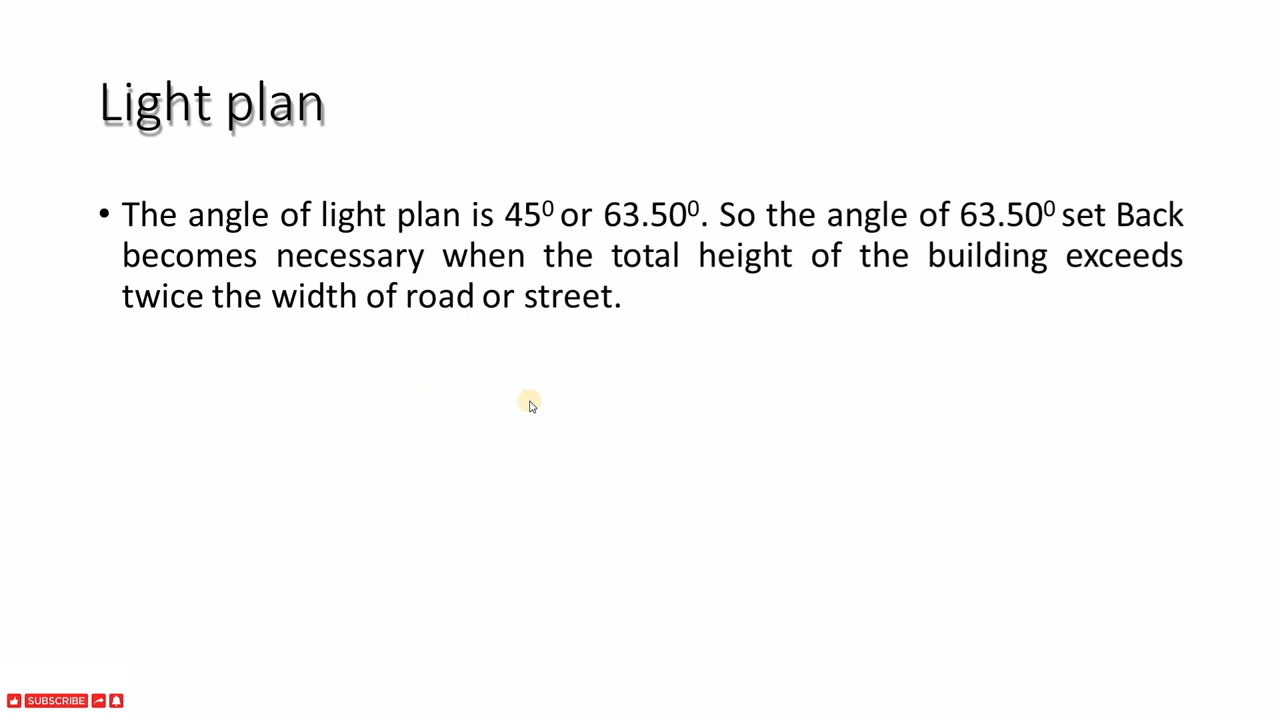 Light plan
• The angle of light plan is 45⁰ or 63.50⁰. So the angle of 63.50⁰ set Back
becomes necessary when the total height of the building exceeds
twice the width of road or street.
SUBSCRIBE